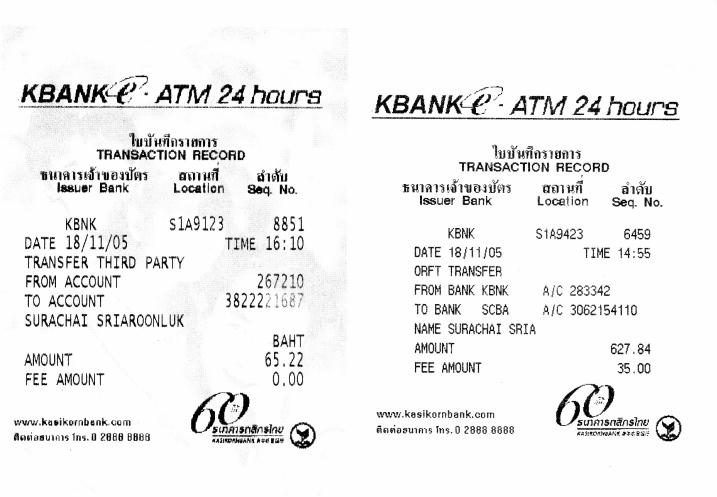 KBANK e · ATM 24 hours
ใบบันทึกรายการ
TRANSACTION RECORD
ธนาคารเจ้าของบัตร สถานที่ ลำดับ
Issuer Bank Location Seq. No.
KBNK S1A9123 8851
DATE 18/11/05 TIME 16:10
TRANSFER THIRD PARTY
FROM ACCOUNT 267210
TO ACCOUNT 3822221687
SURACHAI SRIAROONLUK
BAHT
AMOUNT 65.22
FEE AMOUNT 0.00
www.kasikornbank.com
ติดต่อธนาคาร โทร. 0 2888 8888
60
ธนาคารกสิกรไทย
KASIKORNBANK
KBANK e · ATM 24 hours
ใบบันทึกรายการ
TRANSACTION RECORD
ธนาคารเจ้าของบัตร สถานที่ ลำดับ
Issuer Bank Location Seq. No.
KBNK S1A9423 6459
DATE 18/11/05 TIME 14:55
ORFT TRANSFER
FROM BANK KBNK A/C 283342
TO BANK SCBA A/C 3062154110
NAME SURACHAI SRIA
AMOUNT 627.84
FEE AMOUNT 35.00
www.kasikornbank.com
ติดต่อธนาคาร โทร. 0 2888 8888
60
ธนาคารกสิกรไทย
KASIKORNBANK